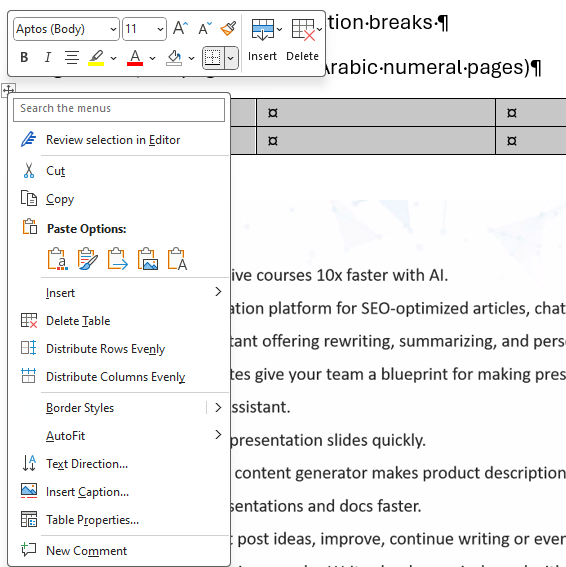 Aptos (Body) 11 A A tion·breaks·¶
B I A Insert Delete
Arabic·numeral·pages)¶
Search the menus
¤ ¤
Review selection in Editor ¤ ¤
Cut
Copy
Paste Options:
Insert
Delete Table
Distribute Rows Evenly
Distribute Columns Evenly
Border Styles
AutoFit
Text Direction...
Insert Caption...
Table Properties...
New Comment
ive courses 10x faster with AI.
ation platform for SEO-optimized articles, chat
tant offering rewriting, summarizing, and pers
tes give your team a blueprint for making pres
ssistant.
presentation slides quickly.
content generator makes product description
sentations and docs faster.
t post ideas, improve, continue writing or ever